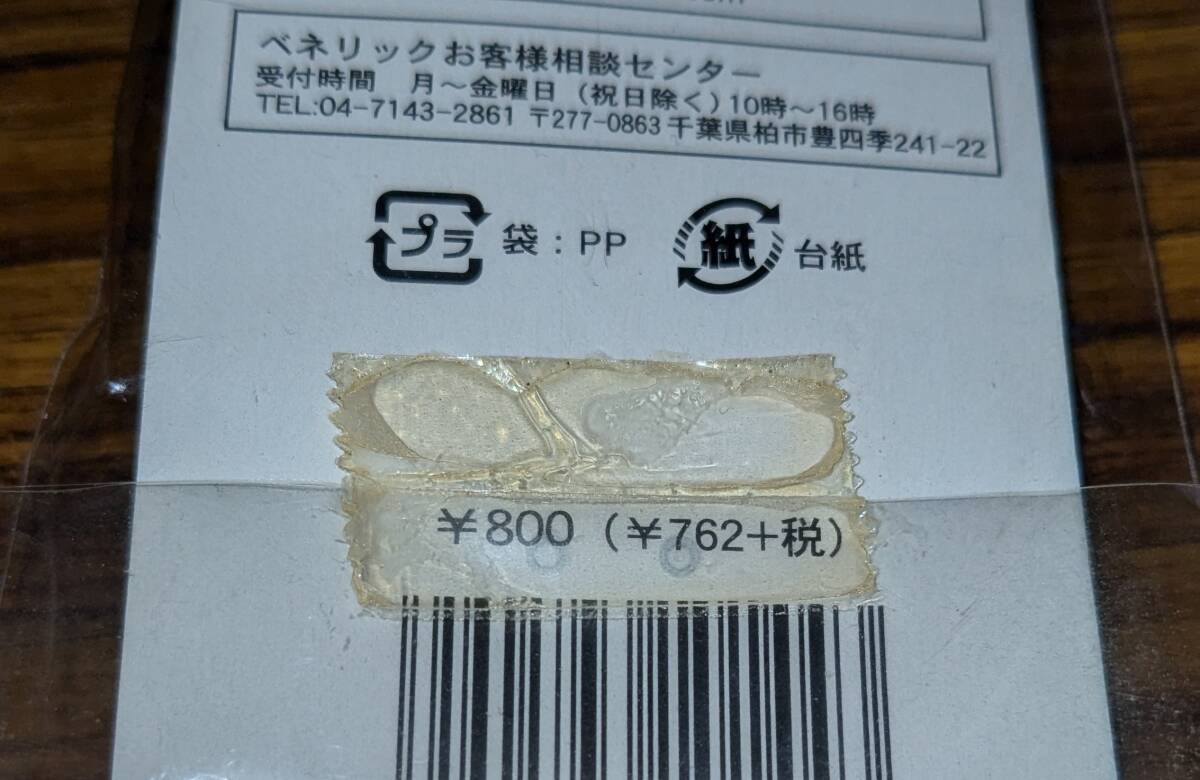 ベネリックお客様相談センター
受付時間　月～金曜日（祝日除く）10時～16時
TEL:04-7143-2861 〒277-0863 千葉県柏市豊四季241-22
プラ 袋：PP 紙 台紙
¥800（¥762+税）